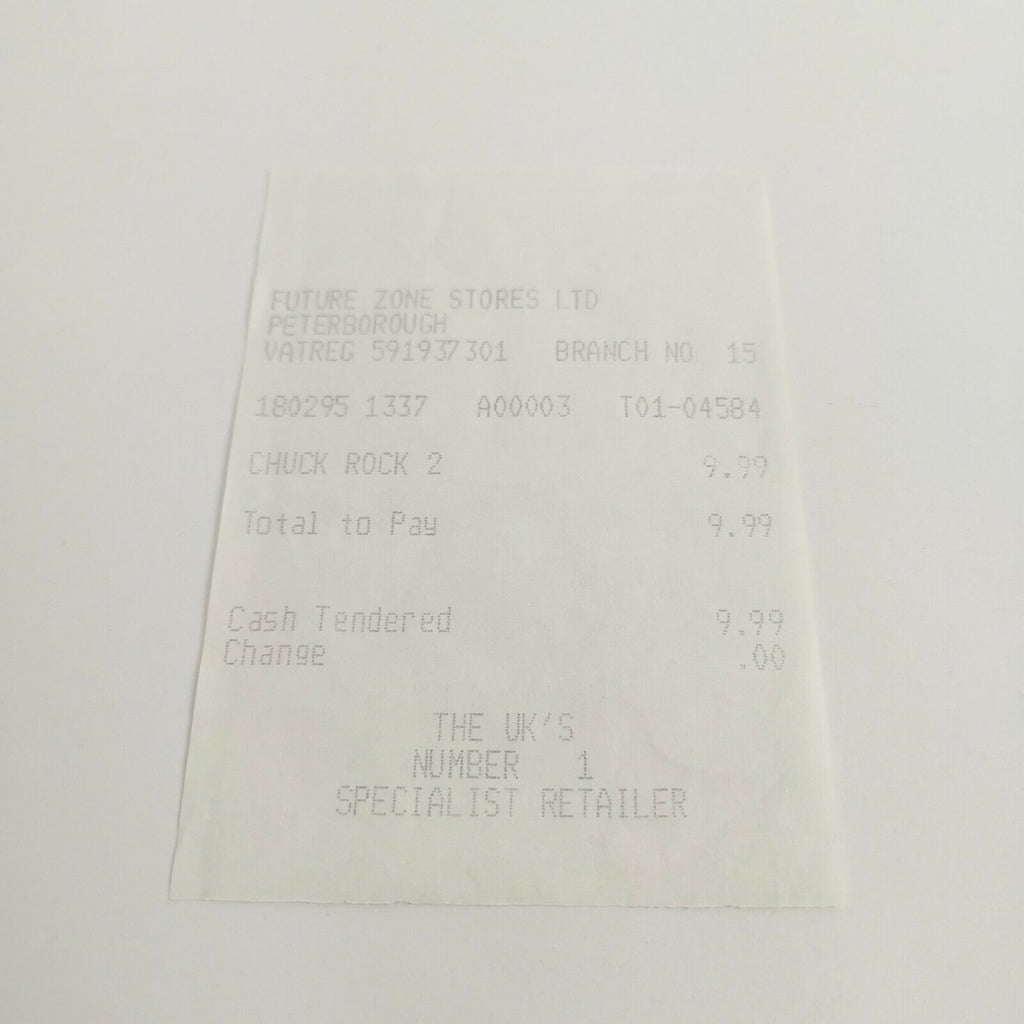 FUTURE ZONE STORES LTD
PETERBOROUGH
VATREG 591937301 BRANCH NO 15
180295 1337 A00003 T01-04584
CHUCK ROCK 2 9.99
Total to Pay 9.99
Cash Tendered 9.99
Change .00
THE UK'S
NUMBER 1
SPECIALIST RETAILER